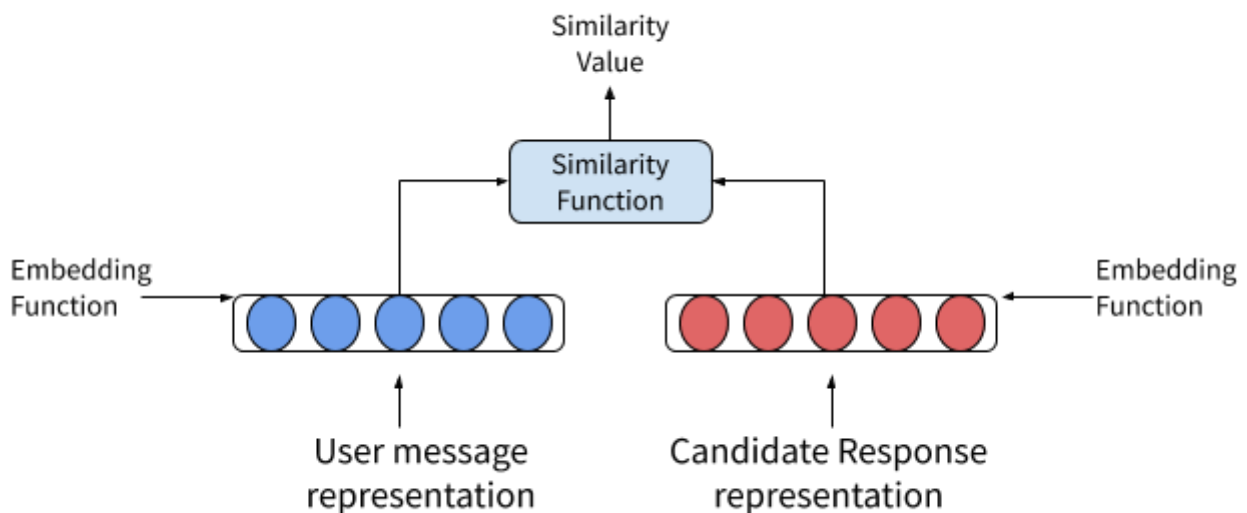 Similarity
Value
Similarity
Function
Embedding
Function
Embedding
Function
User message
representation
Candidate Response
representation